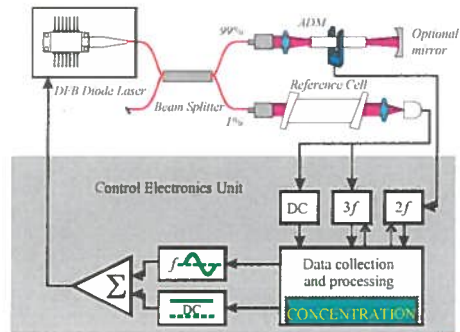 ADM
Optional
mirror
99%
DFB Diode Laser
Beam Splitter
Reference Cell
1%
Control Electronics Unit
DC
3f
2f
Data collection
and processing
CONCENTRATION
Σ
f
DC